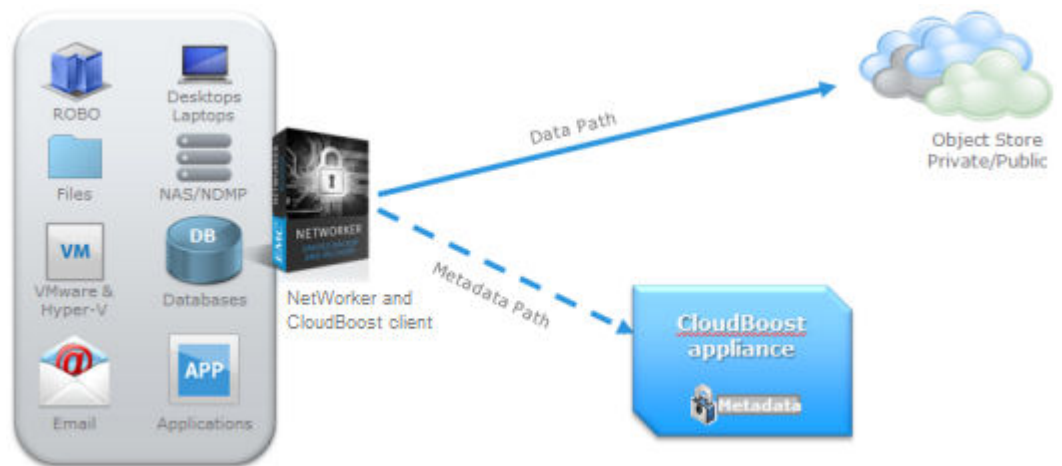 ROBO
Desktops
Laptops
Files
NAS/NDMP
VM
VMware &
Hyper-V
DB
Databases
@
Email
APP
Applications
NETWORKER
EMC
NetWorker and
CloudBoost client
Data Path
Metadata Path
Object Store
Private/Public
CloudBoost
appliance
Metadata